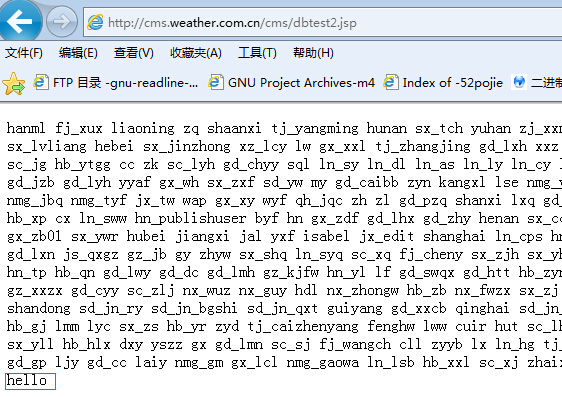 http://cms.weather.com.cn/cms/dbtest2.jsp
文件(F) 编辑(E) 查看(V) 收藏夹(A) 工具(T) 帮助(H)
FTP 目录 -gnu-readline-... GNU Project Archives-m4 Index of -52pojie 二进制
hanml fj_xux liaoning zq shaanxi tj_yangming hunan sx_tch yuhan zj_xxn
sx_lvliang hebei sx_jinzhong xz_lcy lw gx_xxl tj_zhangjing gd_lxh xxz
sc_jg hb_ytgg cc zk sc_lyh gd_chyy sql ln_sy ln_dl ln_as ln_ly ln_cy l
gd_jzb gd_lyh yyaf gx_wh sx_zxf sd_yw my gd_caibb zyn kangxl lse nmg_y
nmg_jbq nmg_tyf jx_tw wap gx_xy wyf qh_jqc zh zl gd_pzq shanxi lxq gd_
hb_xp cx ln_sww hn_publishuser byf hn gx_zdf gd_lhx gd_zhy henan sx_cc
gx_zb01 sx_ywr hubei jiangxi jal yxf isabel jx_edit shanghai ln_cps hn
gd_lxn js_qxgz gz_jb gy zhyw sx_shq ln_syq sc_xq fj_cheny sx_zjh sx_yh
hn_tp hb_qn gd_lwy gd_dc gd_lmh gz_kjfw hn_yl lf gd_swqx gd_htt hb_zyn
gz_xxzx gd_cyy sc_zlj nx_wuz nx_guy hdl nx_zhongw hb_zb nx_fwzx sx_zj
shandong sd_jn_ry sd_jn_bgshi sd_jn_qxt guiyang gd_xxcb qinghai sd_jn_
hb_gj lmm lyc sx_zs hb_yr zyd tj_caizhenyang fenghw lww cuir hut sc_lh
sx_yll hb_hlx dxy yszz gx gd_lmn sc_sj fj_wangch cll zyyb lx ln_hg tj_
gd_gp ljy gd_cc laiy nmg_gm gx_lcl nmg_gaowa ln_lsb hb_xxl sc_xj zhaix
hello